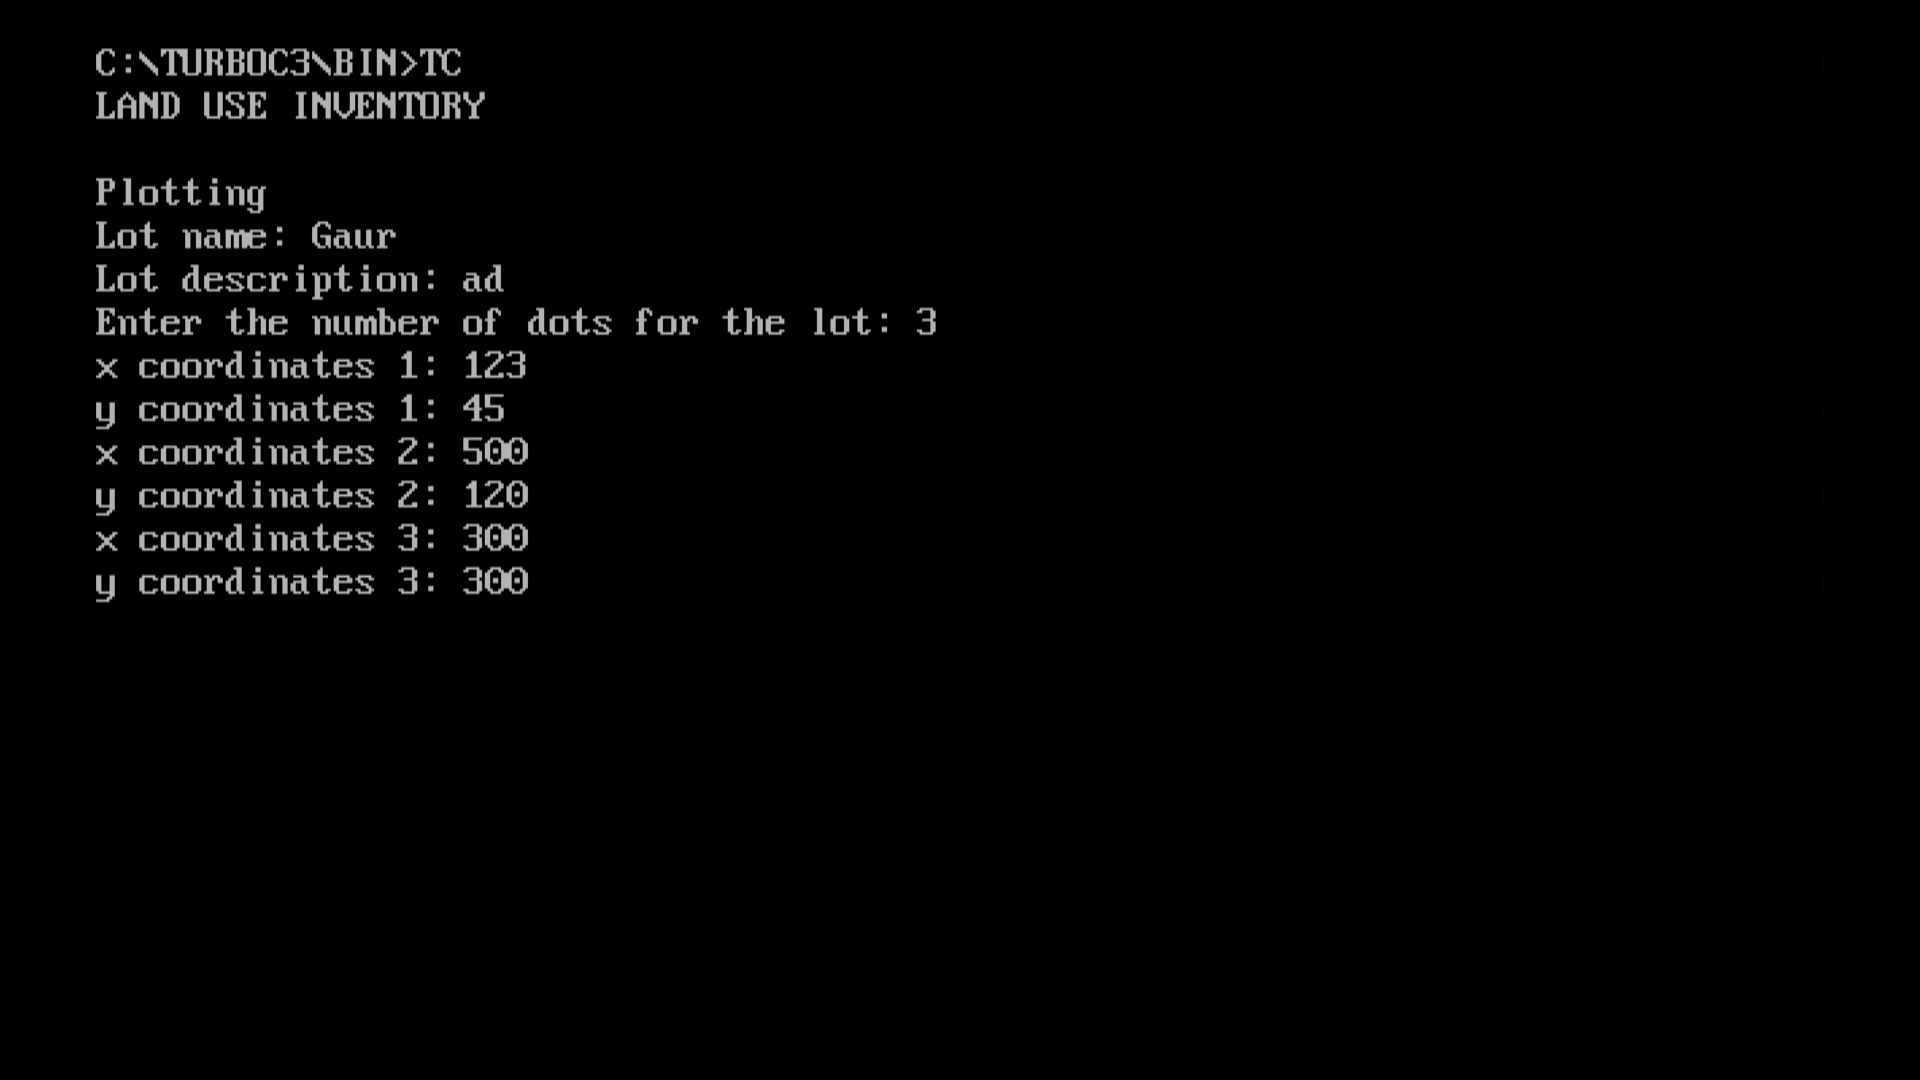 C:\TURBOC3\BIN>TC
LAND USE INVENTORY
Plotting
Lot name: Gaur
Lot description: ad
Enter the number of dots for the lot: 3
x coordinates 1: 123
y coordinates 1: 45
x coordinates 2: 500
y coordinates 2: 120
x coordinates 3: 300
y coordinates 3: 300